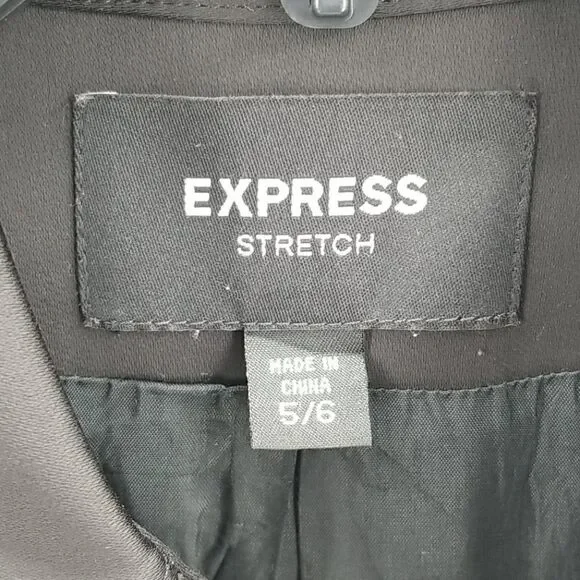 EXPRESS
STRETCH
MADE IN
CHINA
5/6